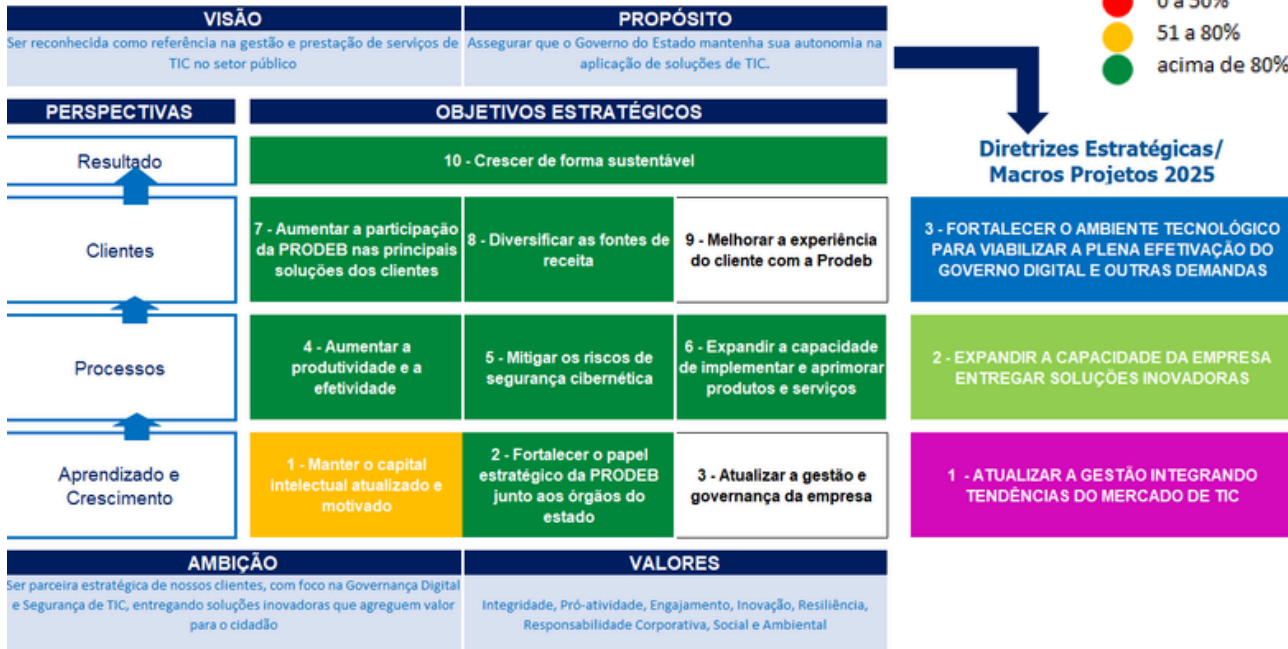 VISÃO
Ser reconhecida como referência na gestão e prestação de serviços de
TIC no setor público
PROPÓSITO
Assegurar que o Governo do Estado mantenha sua autonomia na
aplicação de soluções de TIC.
0 a 50%
51 a 80%
acima de 80%
PERSPECTIVAS
OBJETIVOS ESTRATÉGICOS
Diretrizes Estratégicas/
Macros Projetos 2025
Resultado
10 - Crescer de forma sustentável
Clientes
7 - Aumentar a participação
da PRODEB nas principais
soluções dos clientes
8 - Diversificar as fontes de
receita
9 - Melhorar a experiência
do cliente com a Prodeb
3 - FORTALECER O AMBIENTE TECNOLÓGICO
PARA VIABILIZAR A PLENA EFETIVAÇÃO DO
GOVERNO DIGITAL E OUTRAS DEMANDAS
Processos
4 - Aumentar a
produtividade e a
efetividade
5 - Mitigar os riscos de
segurança cibernética
6 - Expandir a capacidade
de implementar e aprimorar
produtos e serviços
2 - EXPANDIR A CAPACIDADE DA EMPRESA
ENTREGAR SOLUÇÕES INOVADORAS
Aprendizado e
Crescimento
1 - Manter o capital
intelectual atualizado e
motivado
2 - Fortalecer o papel
estratégico da PRODEB
junto aos órgãos do
estado
3 - Atualizar a gestão e
governança da empresa
1 - ATUALIZAR A GESTÃO INTEGRANDO
TENDÊNCIAS DO MERCADO DE TIC
AMBIÇÃO
Ser parceira estratégica de nossos clientes, com foco na Governança Digital
e Segurança de TIC, entregando soluções inovadoras que agreguem valor
para o cidadão
VALORES
Integridade, Pró-atividade, Engajamento, Inovação, Resiliência,
Responsabilidade Corporativa, Social e Ambiental